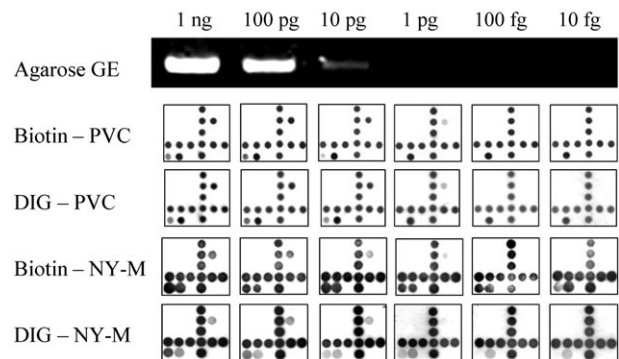 1 ng 100 pg 10 pg 1 pg 100 fg 10 fg
Agarose GE
Biotin – PVC
DIG – PVC
Biotin – NY-M
DIG – NY-M